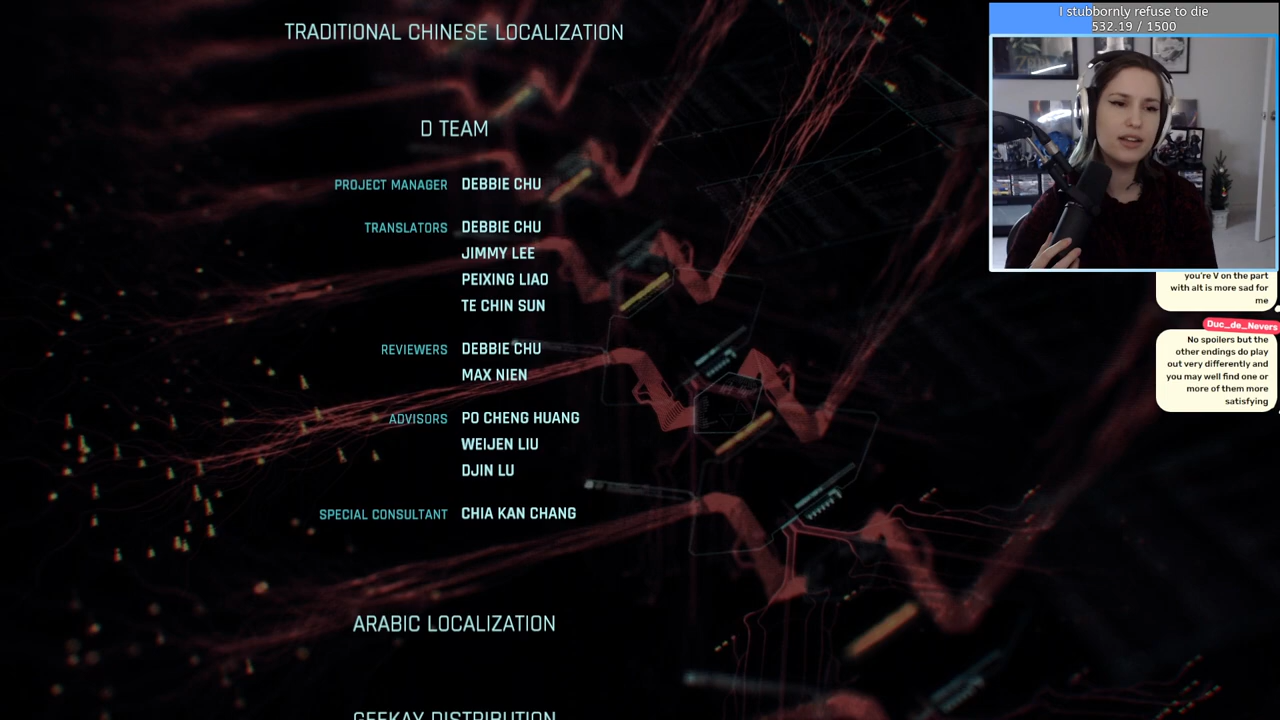 TRADITIONAL CHINESE LOCALIZATION
D TEAM
PROJECT MANAGER DEBBIE CHU
TRANSLATORS DEBBIE CHU
JIMMY LEE
PEIXING LIAO
TE CHIN SUN
REVIEWERS DEBBIE CHU
MAX NIEN
ADVISORS PO CHENG HUANG
WEIJEN LIU
DJIN LU
SPECIAL CONSULTANT CHIA KAN CHANG
ARABIC LOCALIZATION
GEEKAY DISTRIBUTION
I stubbornly refuse to die
532.19 / 1500
you're V on the part
with alt is more sad for
me
Duc_de_Nevers
No spoilers but the
other endings do play
out very differently and
you may well find one or
more of them more
satisfying